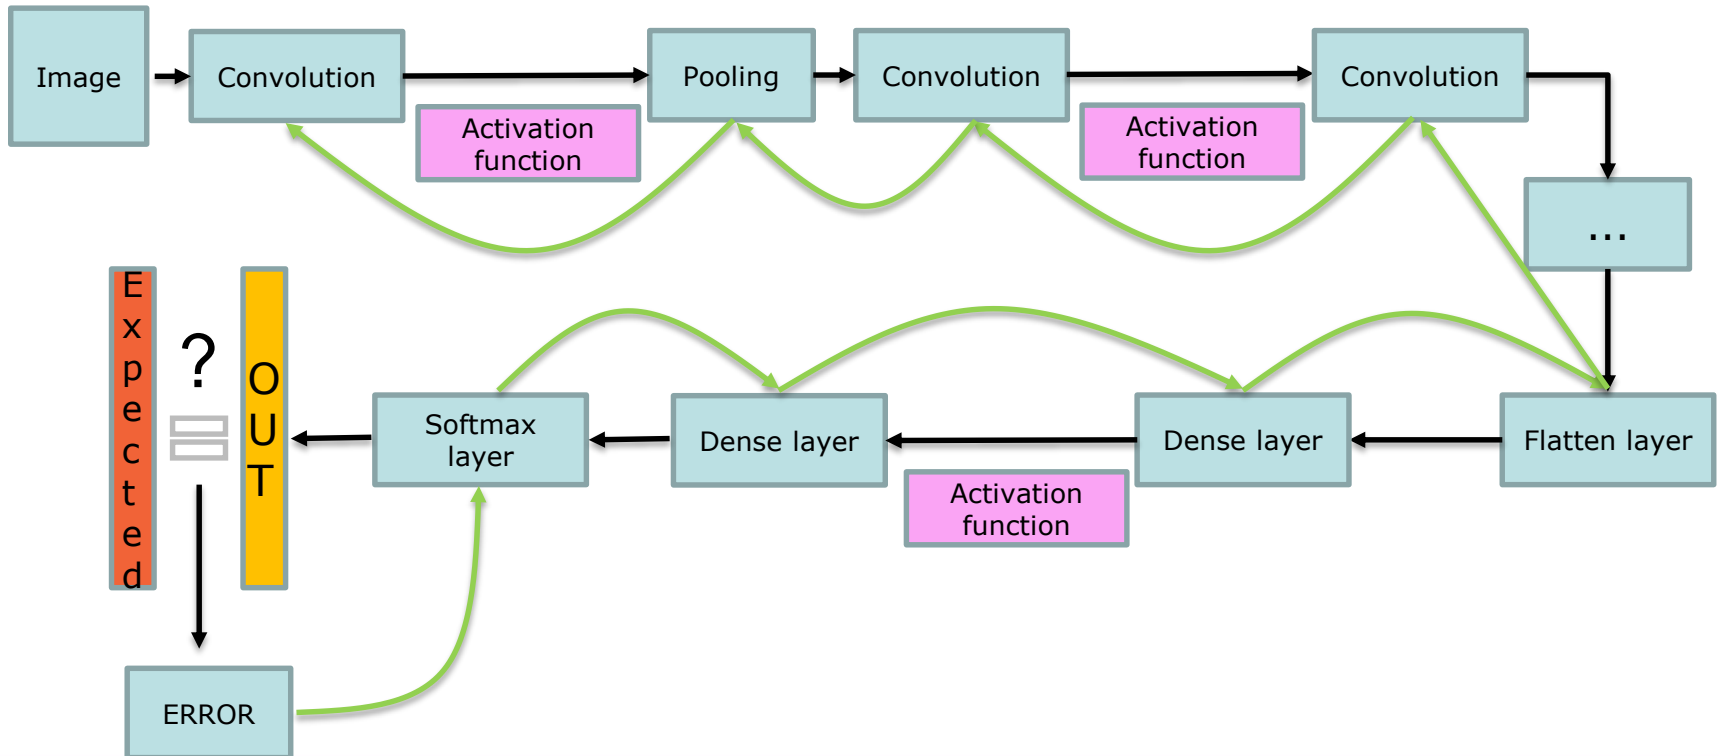 Image
Convolution
Pooling
Convolution
Convolution
Activation
function
Activation
function
...
Expected
?
OUT
Softmax
layer
Dense layer
Dense layer
Flatten layer
Activation
function
ERROR